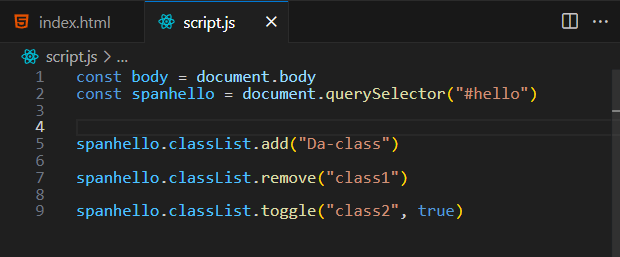 index.html script.js
script.js > ...
1 const body = document.body
2 const spanhello = document.querySelector("#hello")
3
4
5 spanhello.classList.add("Da-class")
6
7 spanhello.classList.remove("class1")
8
9 spanhello.classList.toggle("class2", true)